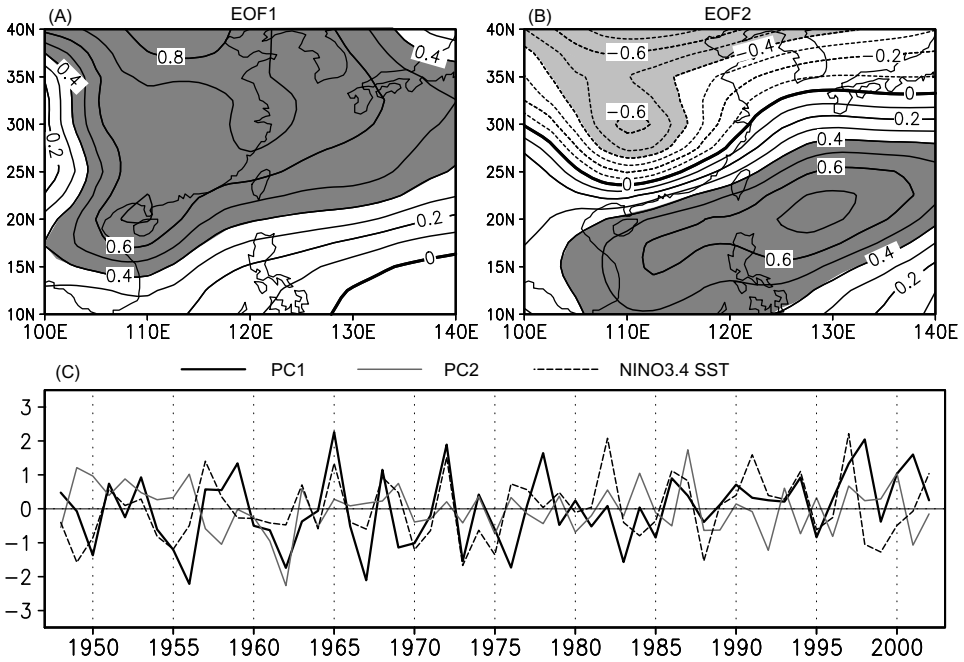 (A) EOF1 (B) EOF2
40N 0.8 0.4 40N −0.6 −0.4 −0.2
35N 0.4 35N 0
30N 0.2 30N −0.6 0.2
25N 25N 0 0.4
0.6
20N 0.6 0.2 20N
15N 0.4 0 15N 0.6 0.4
0.2
10N 10N
100E 110E 120E 130E 140E 100E 110E 120E 130E 140E
(C) PC1 PC2 NINO3.4 SST
3
2
1
0
−1
−2
−3
1950 1955 1960 1965 1970 1975 1980 1985 1990 1995 2000